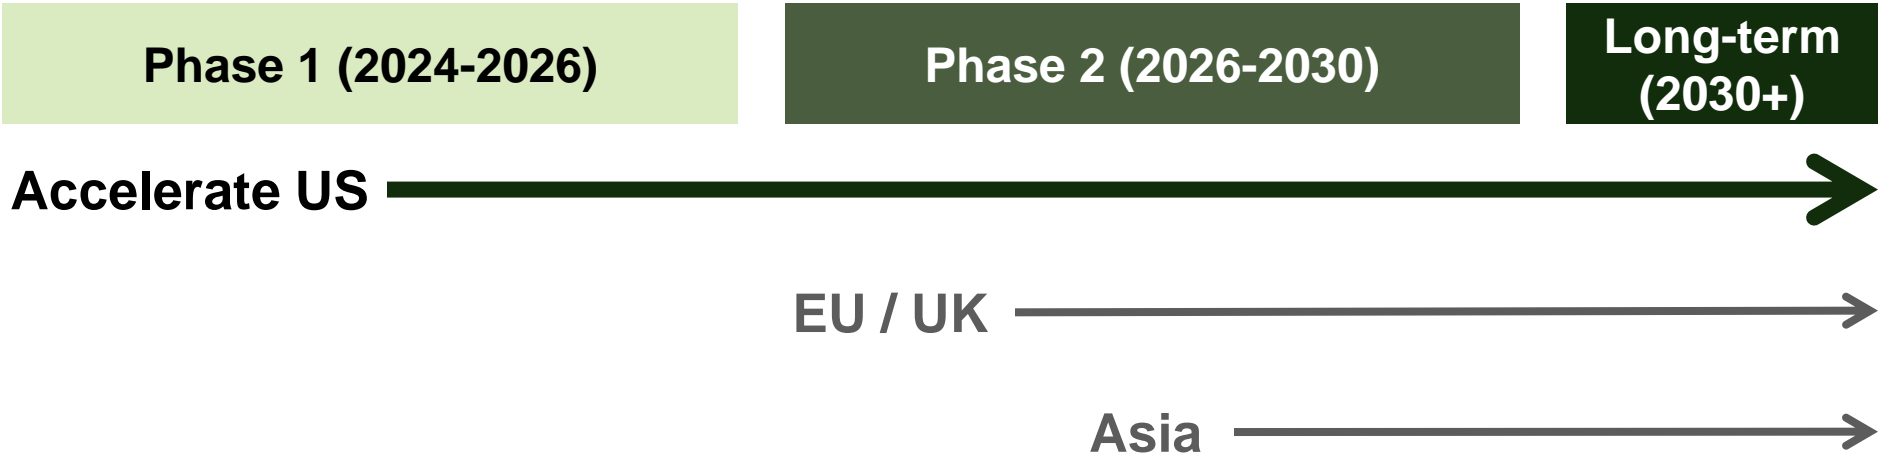 Phase 1 (2024-2026)
Phase 2 (2026-2030)
Long-term
(2030+)
Accelerate US
EU / UK
Asia